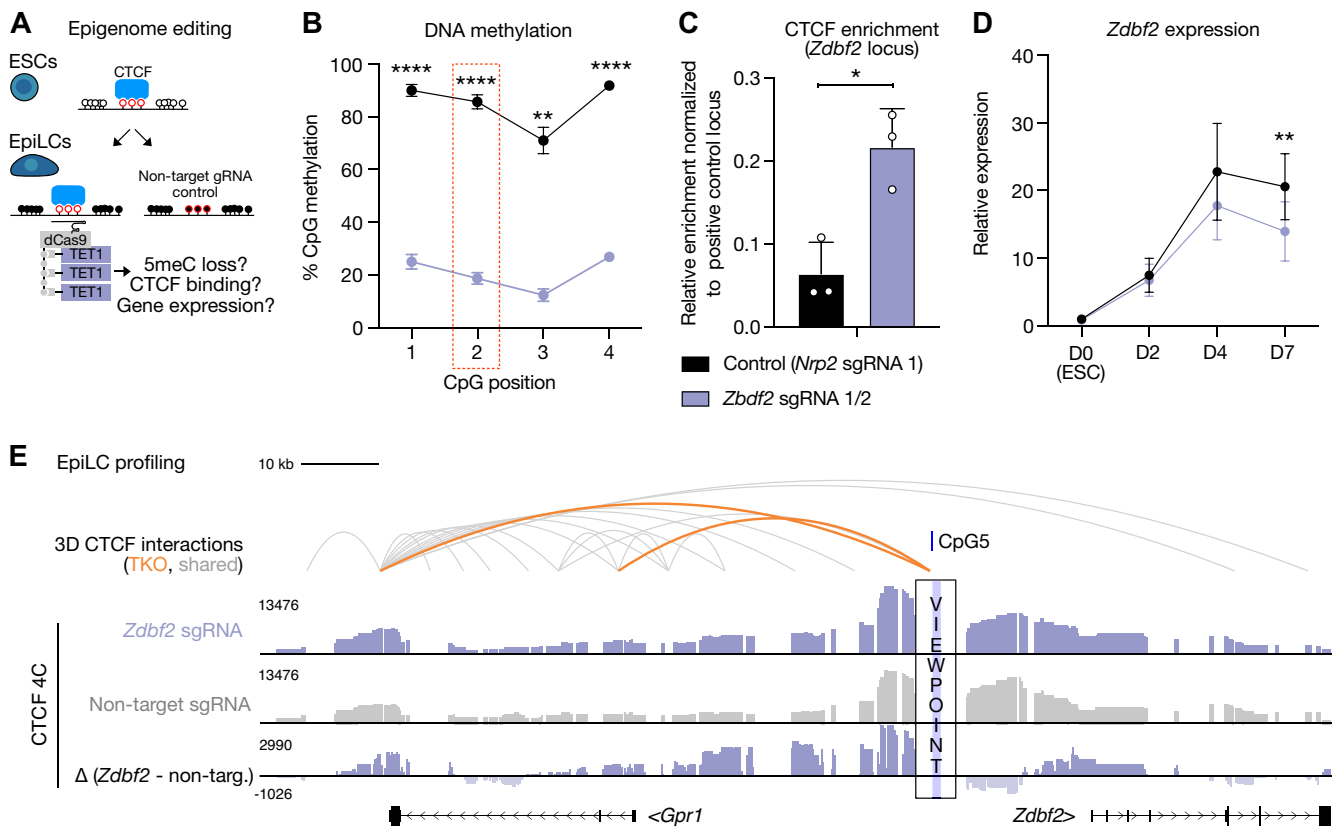 A
Epigenome editing
ESCs
CTCF
EpiLCs
Non-target gRNA
control
dCas9
TET1
TET1
TET1
5meC loss?
CTCF binding?
Gene expression?
B
DNA methylation
% CpG methylation
100
80
60
40
20
0
****
****
**
****
1
2
3
4
CpG position
C
CTCF enrichment
(Zdbf2 locus)
Relative enrichment normalized
to positive control locus
0.3
0.2
0.1
0.0
*
Control (Nrp2 sgRNA 1)
Zbdf2 sgRNA 1/2
D
Zdbf2 expression
Relative expression
40
30
20
10
0
**
D0
(ESC)
D2
D4
D7
E
EpiLC profiling
10 kb
3D CTCF interactions
(TKO, shared)
CpG5
CTCF 4C
Zdbf2 sgRNA
13476
Non-target sgRNA
13476
Δ (Zdbf2 - non-targ.)
2990
-1026
VIEWPOINT
<Gpr1
Zdbf2>